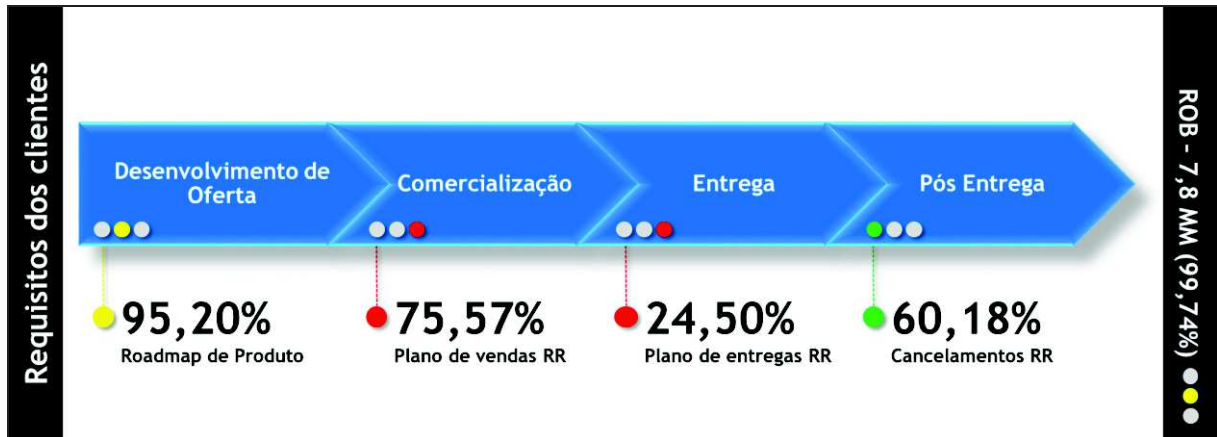 Requisitos dos clientes
Desenvolvimento de
Oferta
Comercialização
Entrega
Pós Entrega
95,20%
Roadmap de Produto
75,57%
Plano de vendas RR
24,50%
Plano de entregas RR
60,18%
Cancelamentos RR
ROB - 7,8 MM (99,74%)